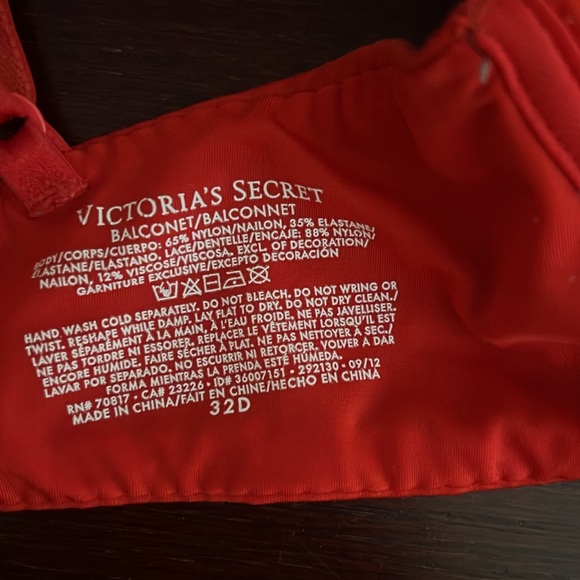 VICTORIA'S SECRET
BALCONET/BALCONNET
BODY/CORPS/CUERPO: 65% NYLON/NAILON, 35% ELASTANE/
ÉLASTANE/ELASTANO. LACE/DENTELLE/ENCAJE: 88% NYLON/
NAILON, 12% VISCOSE/VISCOSA, EXCL. OF DECORATION/
GARNITURE EXCLUSIVE/EXCEPTO DECORACIÓN
HAND WASH COLD SEPARATELY. DO NOT BLEACH. DO NOT WRING OR
TWIST. RESHAPE WHILE DAMP. LAY FLAT TO DRY. DO NOT DRY CLEAN./
LAVER SÉPARÉMENT À LA MAIN, À L'EAU FROIDE. NE PAS JAVELLISER.
NE PAS TORDRE NI ESSORER. REPLACER LE VÊTEMENT LORSQU'IL EST
ENCORE HUMIDE. FAIRE SÉCHER À PLAT. NE PAS NETTOYER À SEC./
LAVAR POR SEPARADO. NO ESCURRIR NI RETORCER. VOLVER A DAR
FORMA MIENTRAS LA PRENDA ESTÉ HÚMEDA.
RN# 70817 • CA# 23226 • ID# 36007151 • 292130 • 09/12
MADE IN CHINA/FAIT EN CHINE/HECHO EN CHINA
32D